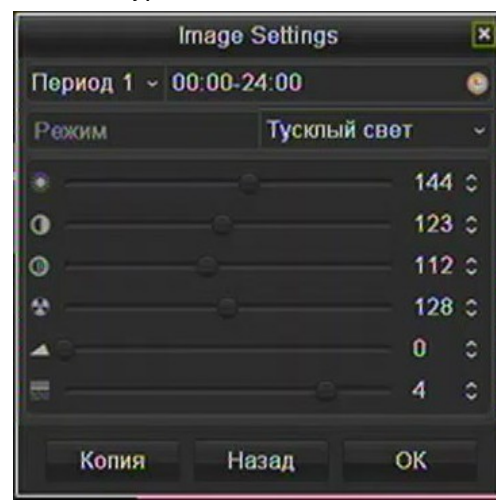 Image Settings
Период 1 00:00-24:00
Режим Тусклый свет
144
123
112
128
0
4
Копия Назад OK